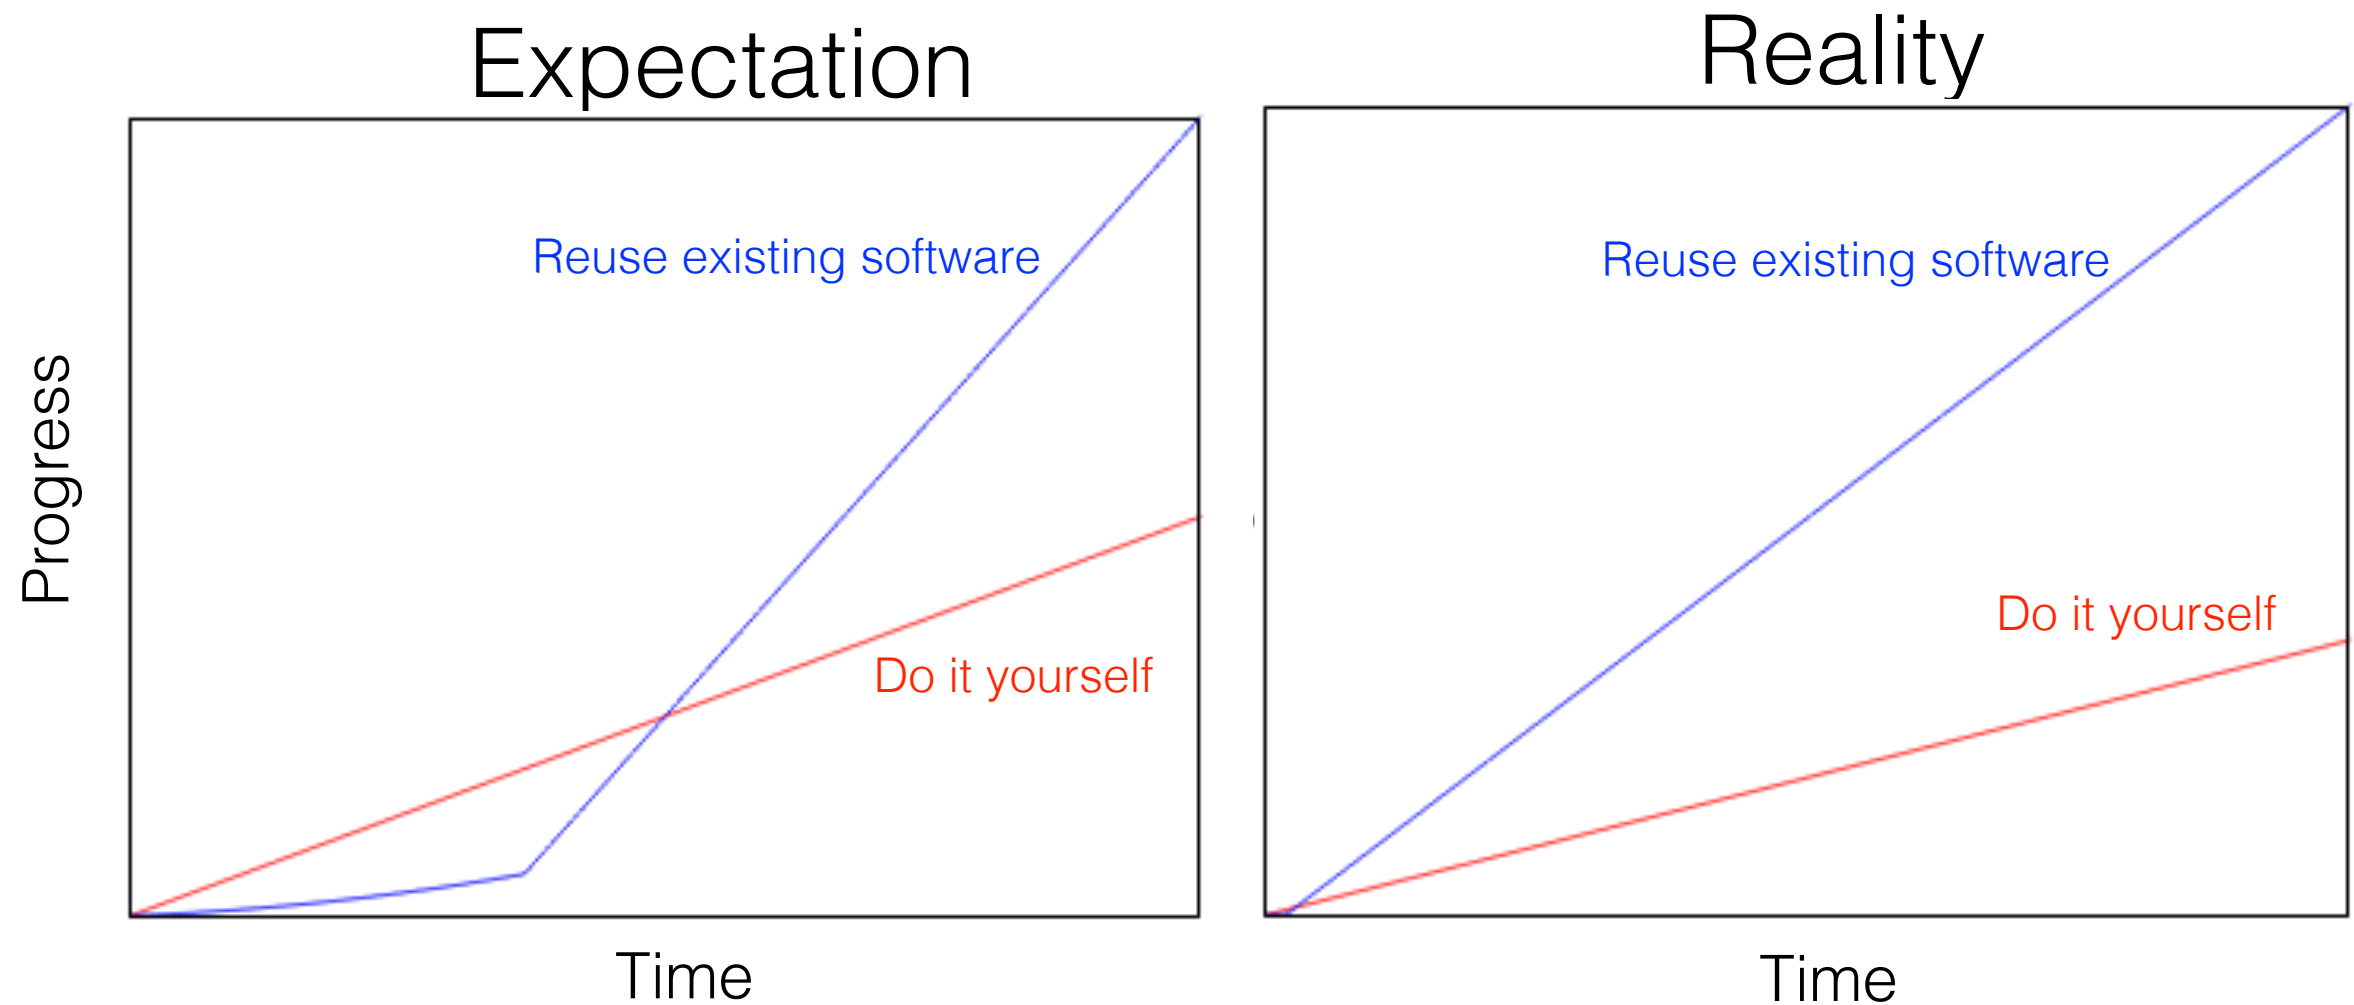 Expectation
Reuse existing software
Do it yourself
Progress
Time
Reality
Reuse existing software
Do it yourself
Time